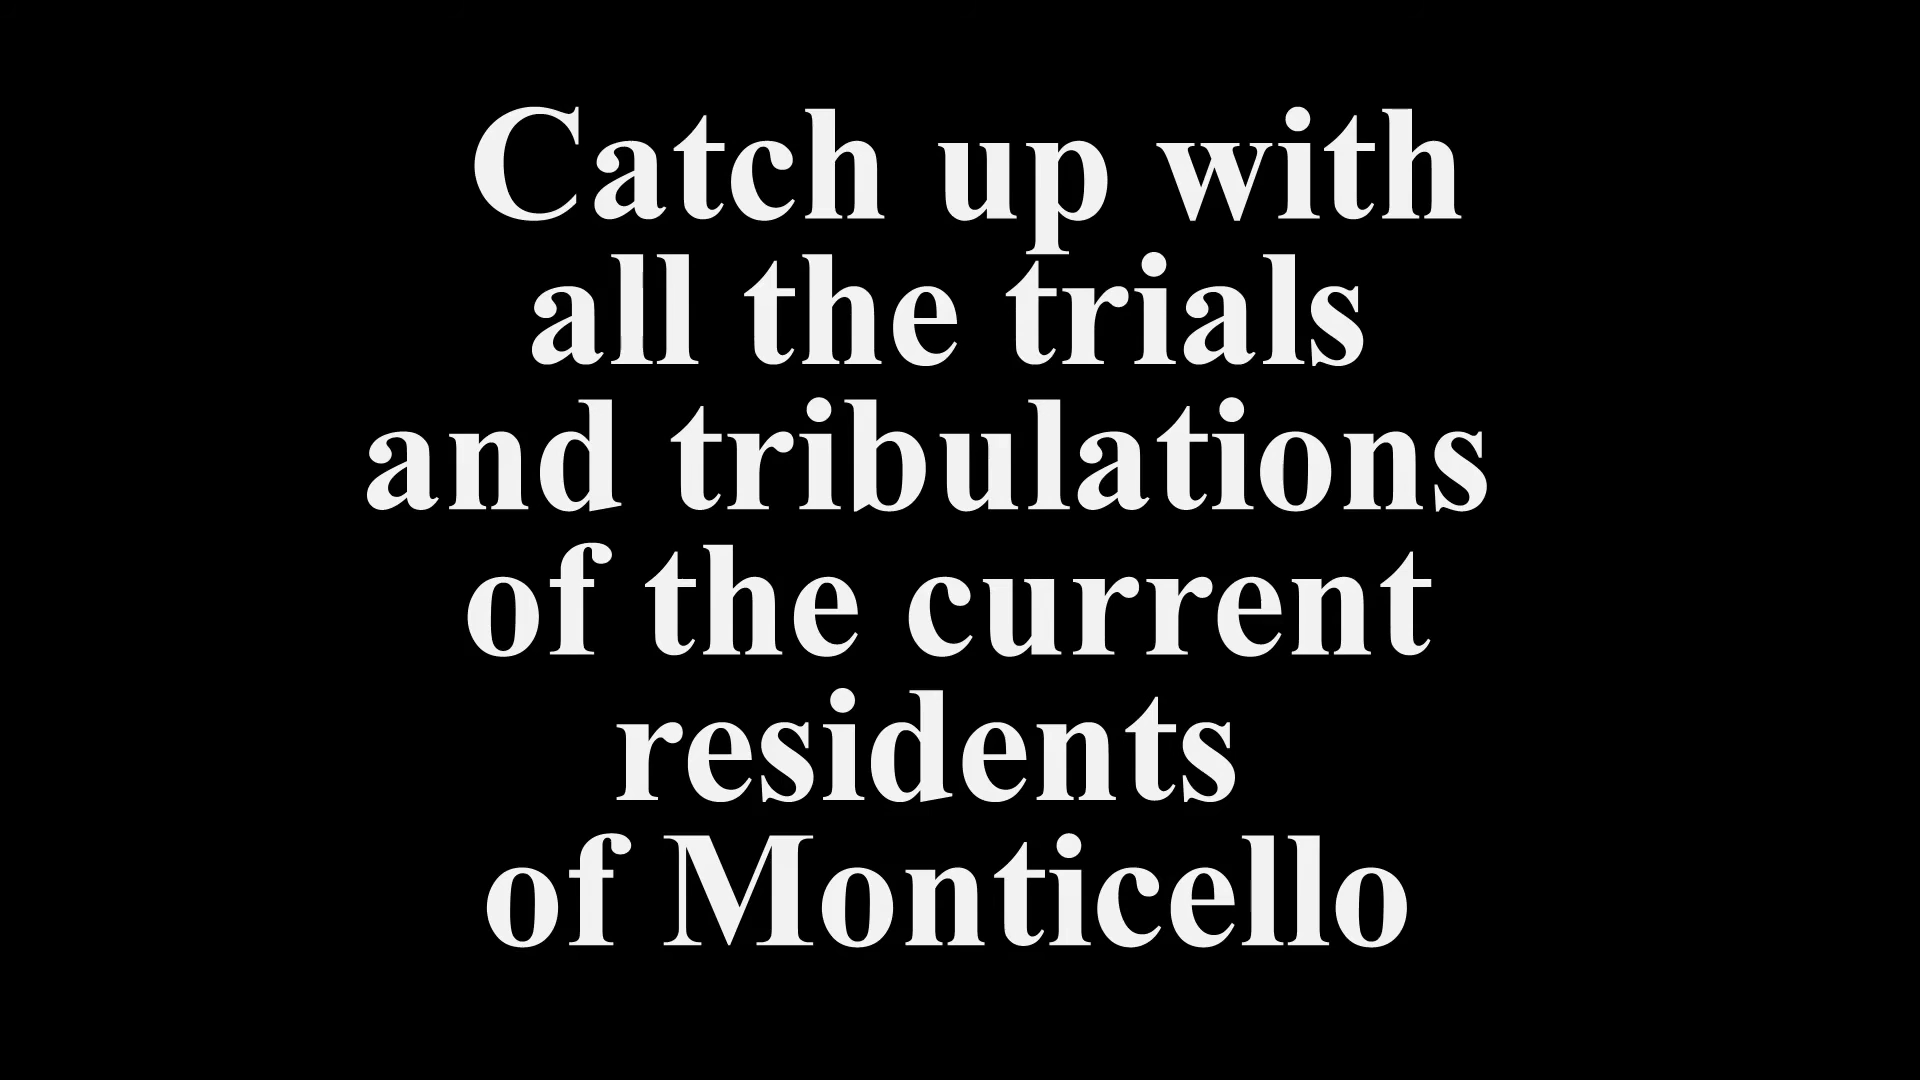 Catch up with
all the trials
and tribulations
of the current
residents
of Monticello